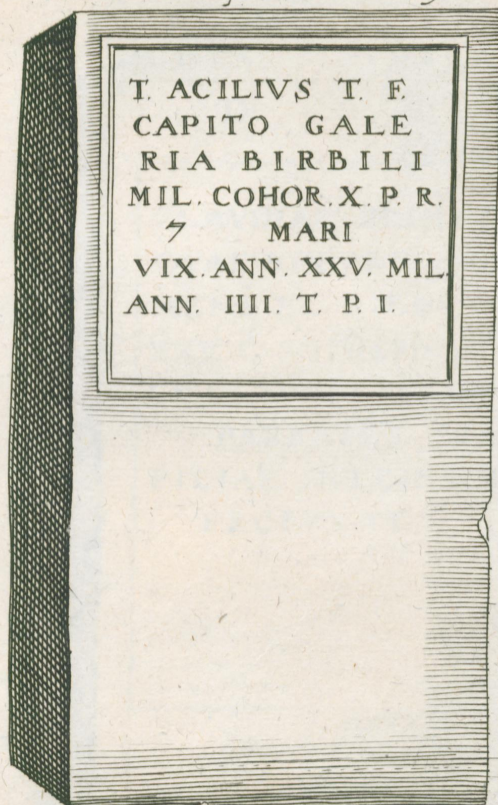 T. ACILIVS T. F.
CAPITO GALE
RIA BIRBILI
MIL. COHOR. X. P. R.
7 MARI
VIX. ANN. XXV. MIL.
ANN. IIII. T. P. I.